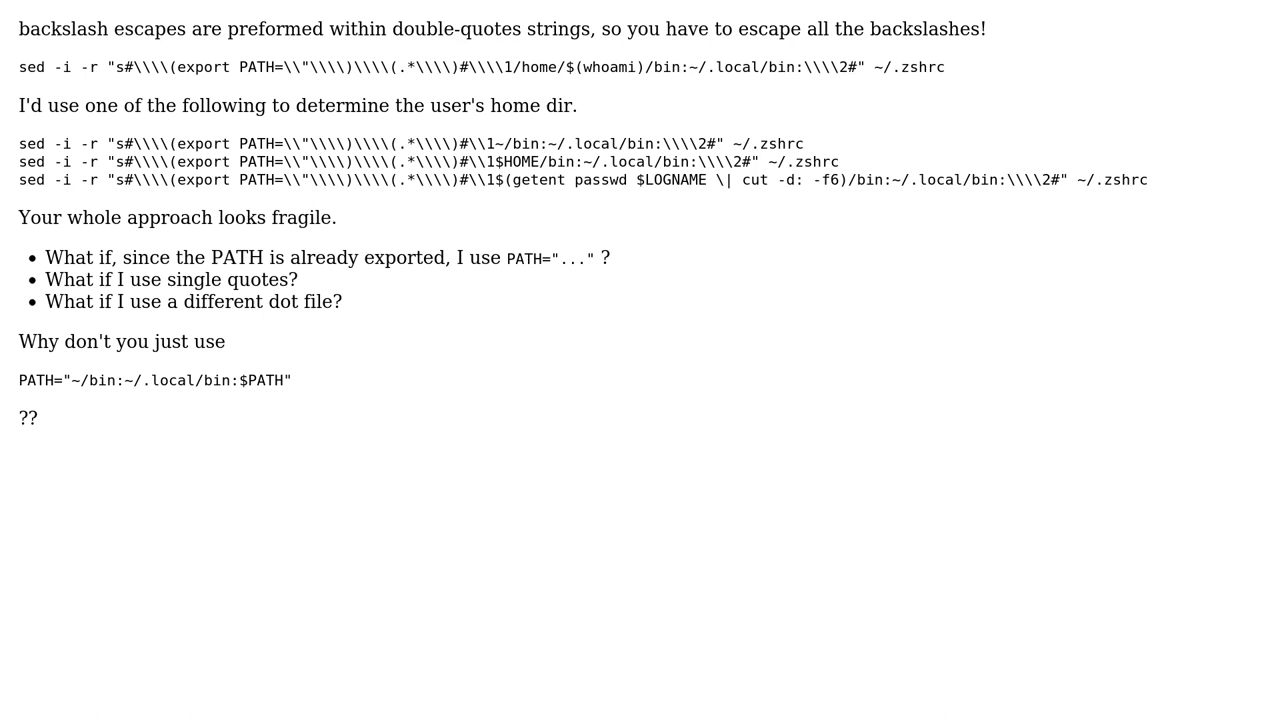 backslash escapes are preformed within double-quotes strings, so you have to escape all the backslashes!
sed -i -r "s#\\\\(export PATH=\\"\\\\)\\\\(.*\\\\)#\\\\1/home/$(whoami)/bin:~/.local/bin:\\\\2#" ~/.zshrc
I'd use one of the following to determine the user's home dir.
sed -i -r "s#\\\\(export PATH=\\"\\\\)\\\\(.*\\\\)#\\1~/bin:~/.local/bin:\\\\2#" ~/.zshrc
sed -i -r "s#\\\\(export PATH=\\"\\\\)\\\\(.*\\\\)#\\1$HOME/bin:~/.local/bin:\\\\2#" ~/.zshrc
sed -i -r "s#\\\\(export PATH=\\"\\\\)\\\\(.*\\\\)#\\1$(getent passwd $LOGNAME \| cut -d: -f6)/bin:~/.local/bin:\\\\2#" ~/.zshrc
Your whole approach looks fragile.
• What if, since the PATH is already exported, I use PATH="..." ?
• What if I use single quotes?
• What if I use a different dot file?
Why don't you just use
PATH="~/bin:~/.local/bin:$PATH"
??